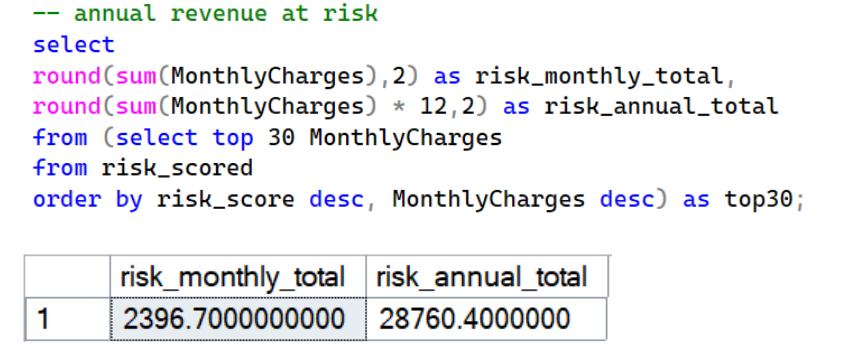 -- annual revenue at risk
select
round(sum(MonthlyCharges),2) as risk_monthly_total,
round(sum(MonthlyCharges) * 12,2) as risk_annual_total
from (select top 30 MonthlyCharges
from risk_scored
order by risk_score desc, MonthlyCharges desc) as top30;
risk_monthly_total risk_annual_total
1 2396.7000000000 28760.4000000